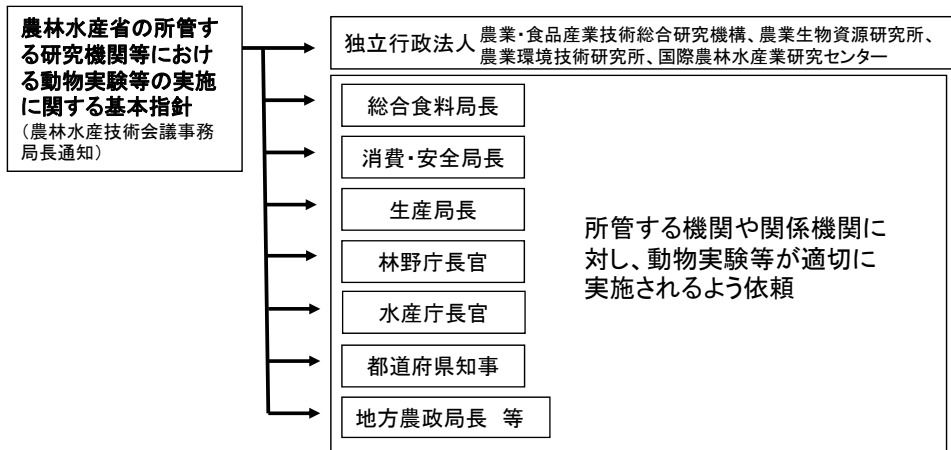 農林水産省の所管す
る研究機関等におけ
る動物実験等の実施
に関する基本指針
（農林水産技術会議事務
局長通知）
独立行政法人 農業・食品産業技術総合研究機構、農業生物資源研究所、
農業環境技術研究所、国際農林水産業研究センター
総合食料局長
消費・安全局長
生産局長
林野庁長官
水産庁長官
都道府県知事
地方農政局長 等
所管する機関や関係機関に
対し、動物実験等が適切に
実施されるよう依頼